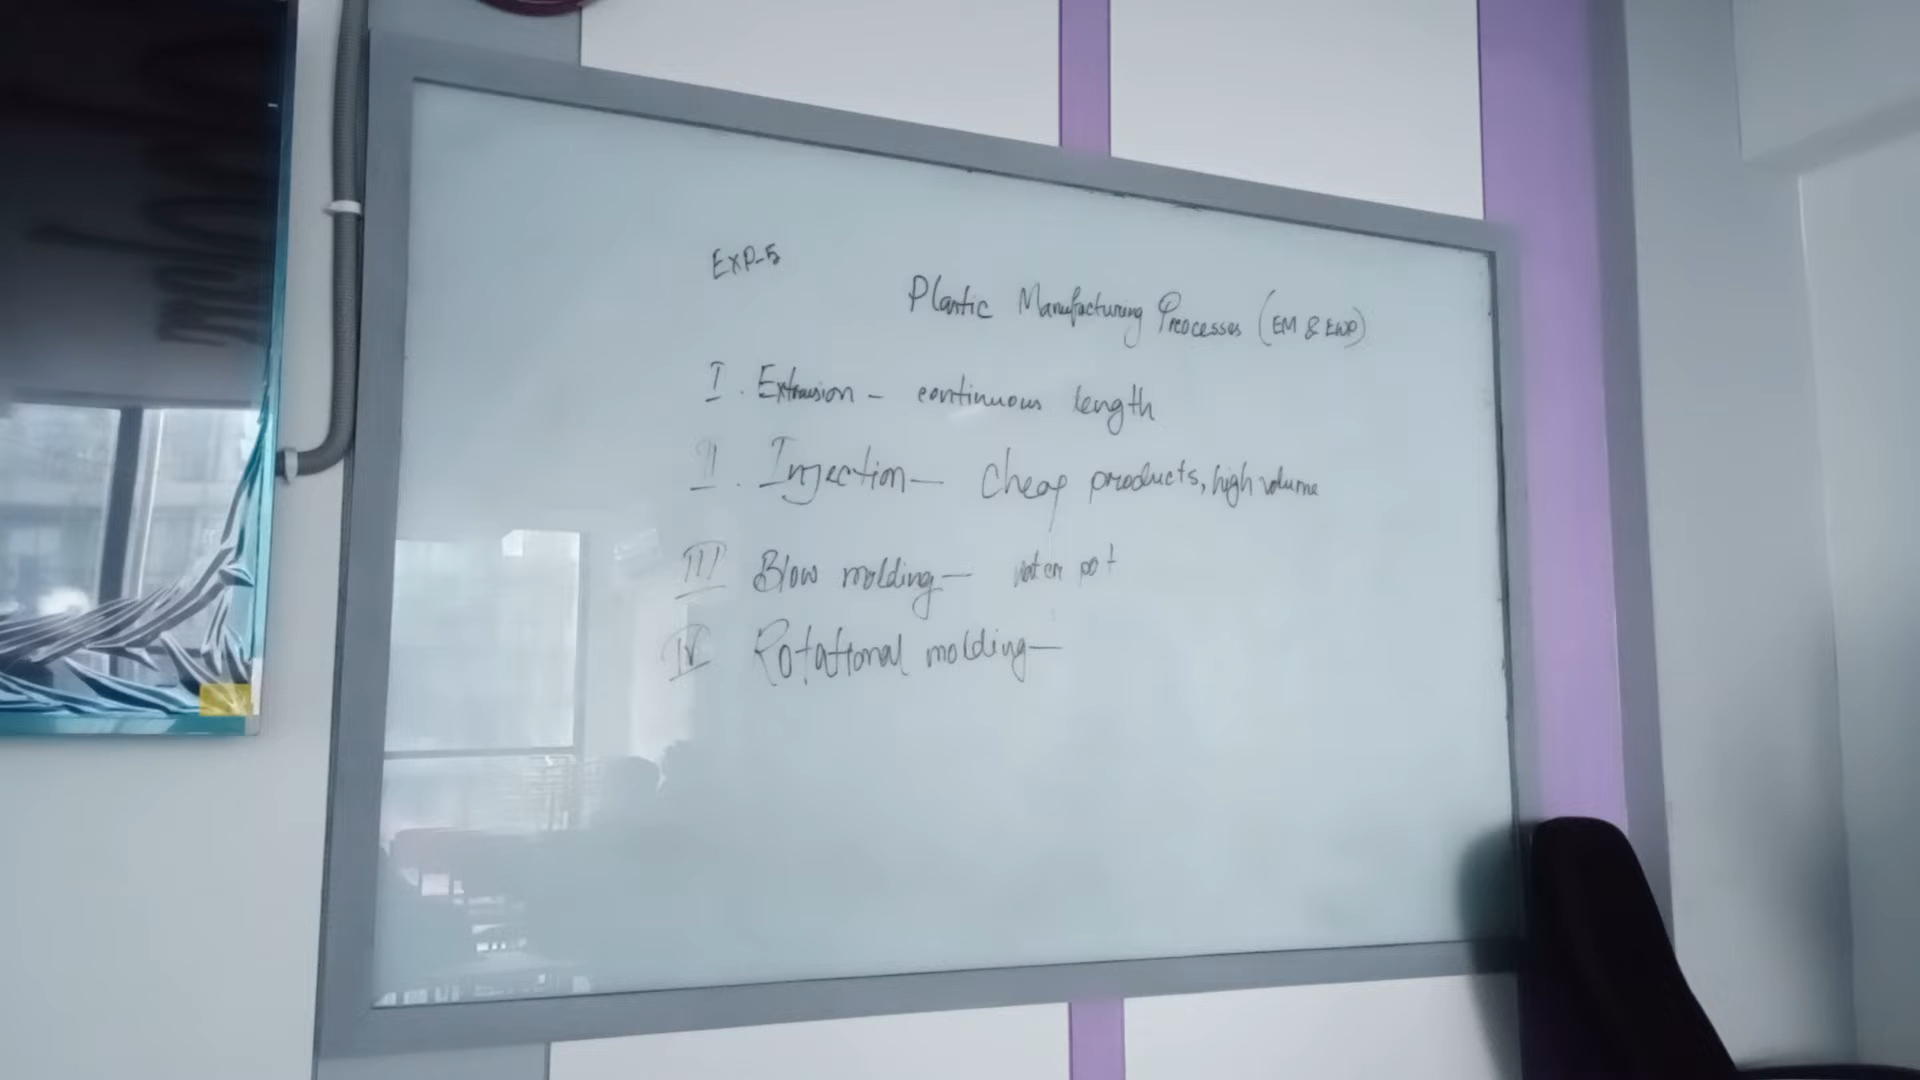 EXP-5
Plastic Manufacturing Processes (EM & EWP)
I. Extrusion - continuous length
II. Injection - Cheap products, high volume
III Blow molding - water pot
IV Rotational molding -